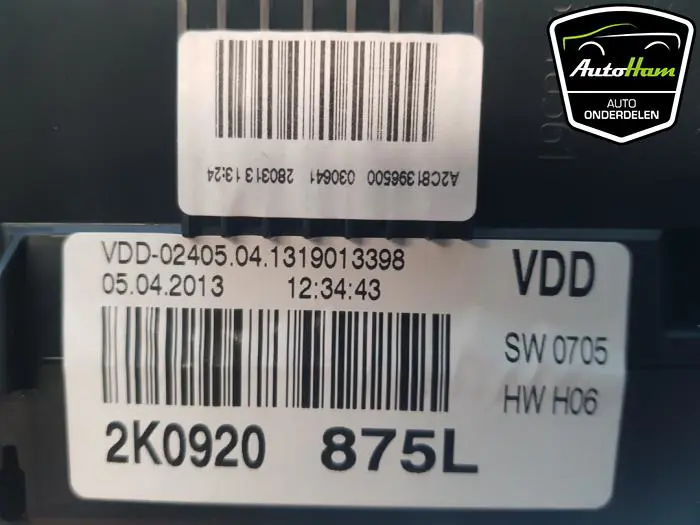 AutoHam
AUTO
ONDERDELEN
A2C81396500 030641 280313 13:24
VDD-02405.04.1319013398
05.04.2013 12:34:43
VDD
SW 0705
HW H06
2K0920 875L